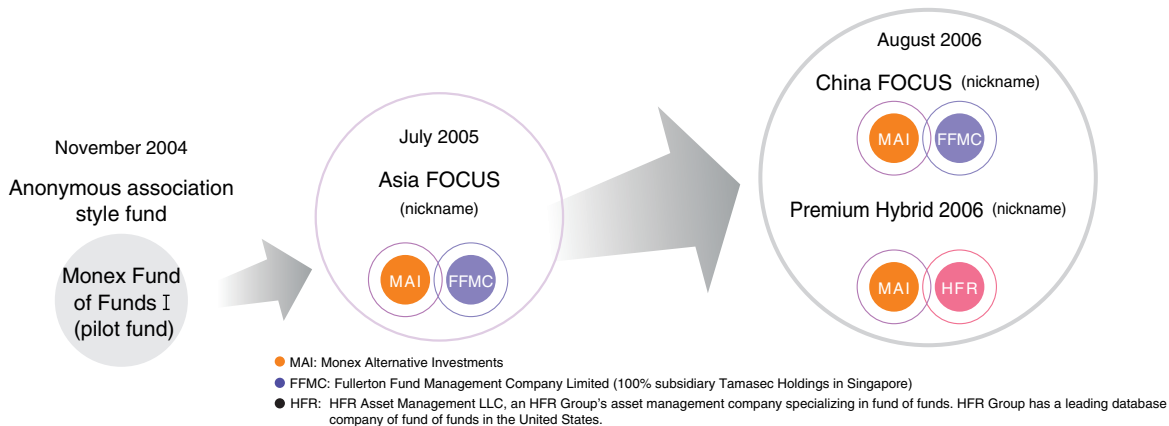 November 2004
Anonymous association
style fund
Monex Fund
of Funds I
(pilot fund)
July 2005
Asia FOCUS
(nickname)
MAI
FFMC
August 2006
China FOCUS (nickname)
MAI
FFMC
Premium Hybrid 2006 (nickname)
MAI
HFR
MAI: Monex Alternative Investments
FFMC: Fullerton Fund Management Company Limited (100% subsidiary Tamasec Holdings in Singapore)
HFR: HFR Asset Management LLC, an HFR Group's asset management company specializing in fund of funds. HFR Group has a leading database
company of fund of funds in the United States.